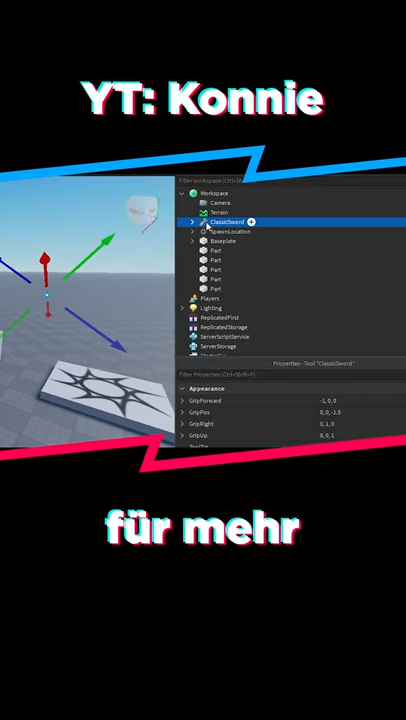 YT: Konnie
Filter workspace (Ctrl+Shift+
Workspace
Camera
Terrain
ClassicSword
SpawnLocation
Baseplate
Part
Part
Part
Part
Part
Players
Lighting
ReplicatedFirst
ReplicatedStorage
ServerScriptService
ServerStorage
StarterGui
Properties - Tool "ClassicSword"
Filter Properties (Ctrl+Shift+P)...
Appearance
GripForward -1, 0, 0
GripPos 0, 0, -1.5
GripRight 0, 1, 0
GripUp 0, 0, 1
ToolTip
für mehr